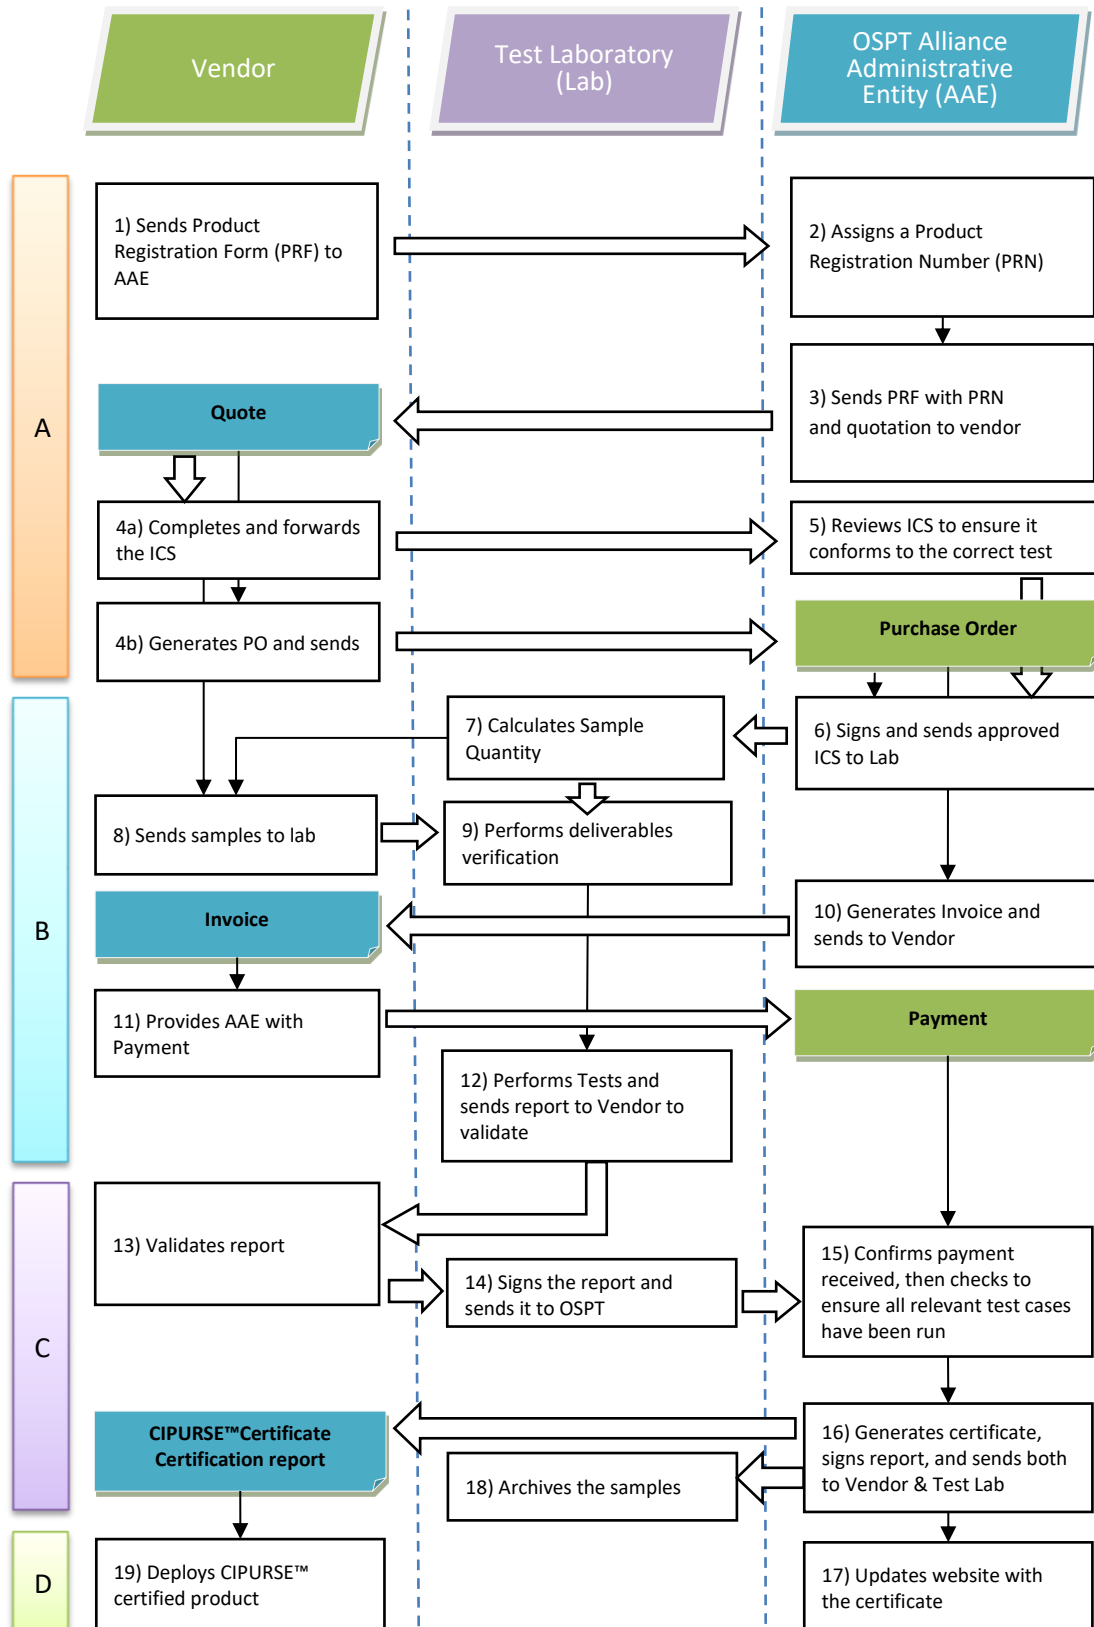 Vendor
Test Laboratory
(Lab)
OSPT Alliance
Administrative
Entity (AAE)
A
1) Sends Product
Registration Form (PRF) to
AAE
2) Assigns a Product
Registration Number (PRN)
3) Sends PRF with PRN
and quotation to vendor
Quote
4a) Completes and forwards
the ICS
5) Reviews ICS to ensure it
conforms to the correct test
4b) Generates PO and sends
Purchase Order
B
6) Signs and sends approved
ICS to Lab
7) Calculates Sample
Quantity
8) Sends samples to lab
9) Performs deliverables
verification
10) Generates Invoice and
sends to Vendor
Invoice
11) Provides AAE with
Payment
Payment
12) Performs Tests and
sends report to Vendor to
validate
C
13) Validates report
14) Signs the report and
sends it to OSPT
15) Confirms payment
received, then checks to
ensure all relevant test cases
have been run
16) Generates certificate,
signs report, and sends both
to Vendor & Test Lab
CIPURSE™Certificate
Certification report
18) Archives the samples
D
19) Deploys CIPURSE™
certified product
17) Updates website with
the certificate